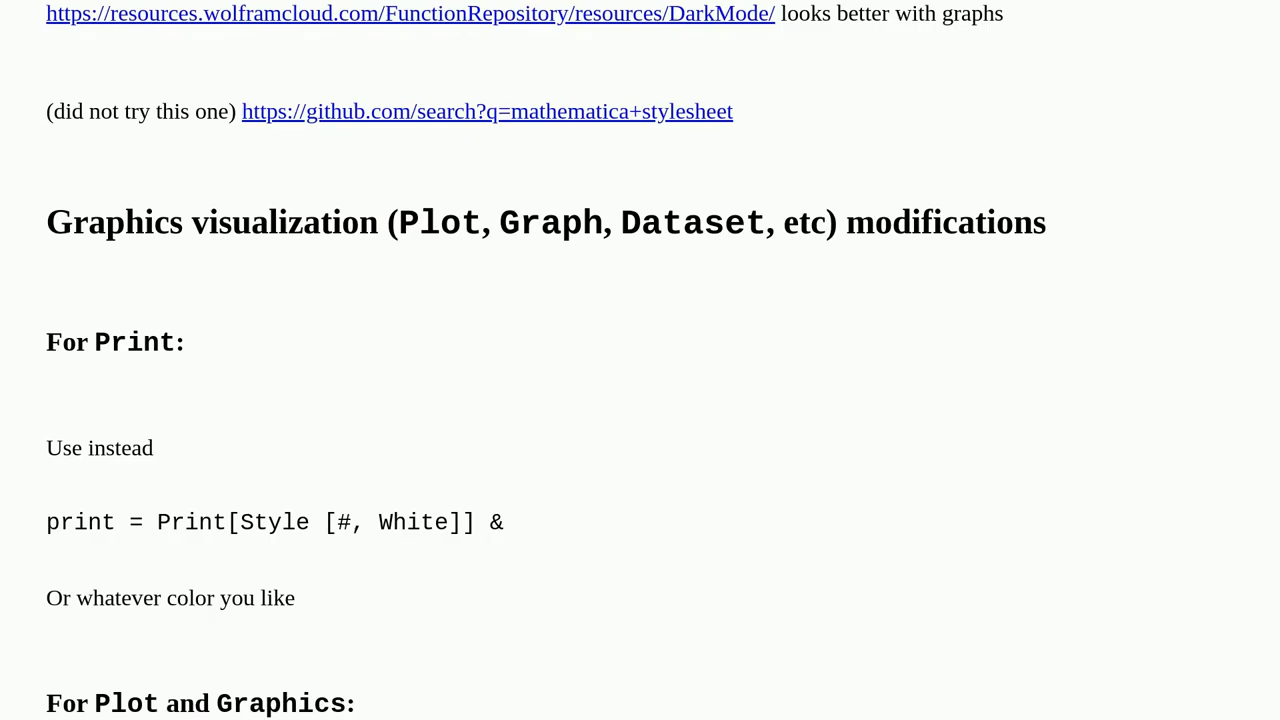 https://resources.wolframcloud.com/FunctionRepository/resources/DarkMode/ looks better with graphs
(did not try this one) https://github.com/search?q=mathematica+stylesheet
Graphics visualization (Plot, Graph, Dataset, etc) modifications
For Print:
Use instead
print = Print[Style [#, White]] &
Or whatever color you like
For Plot and Graphics: